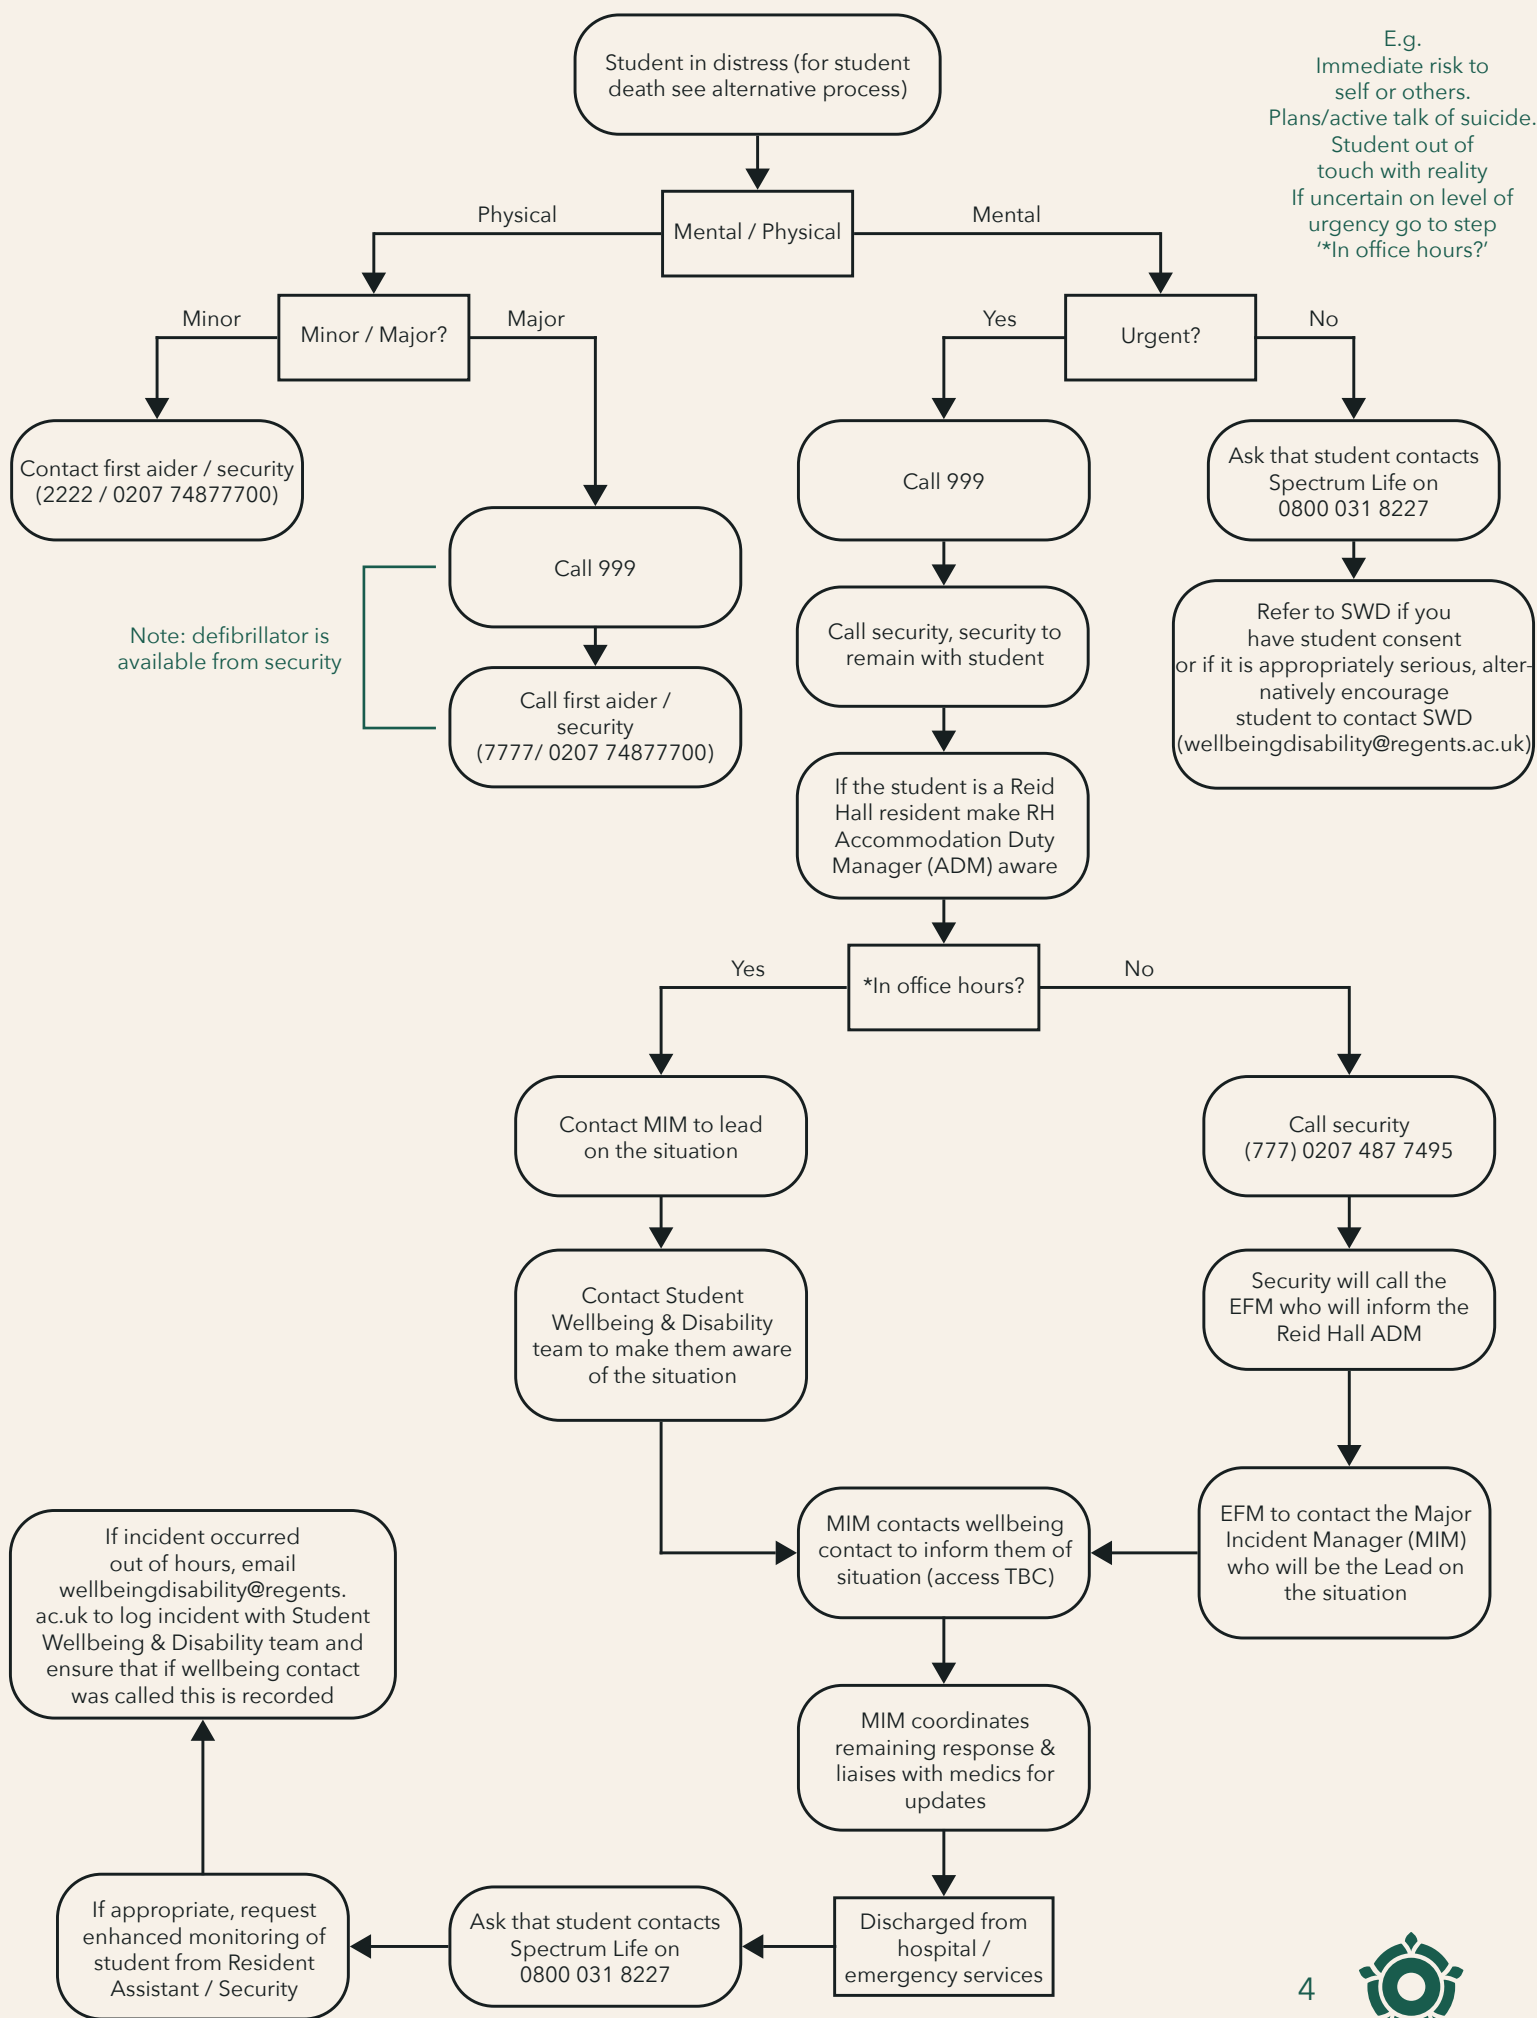 Student in distress (for student
death see alternative process)
E.g.
Immediate risk to
self or others.
Plans/active talk of suicide.
Student out of
touch with reality
If uncertain on level of
urgency go to step
‘*In office hours?’
Physical
Mental / Physical
Mental
Minor
Minor / Major?
Major
Yes
Urgent?
No
Contact first aider / security
(2222 / 0207 74877700)
Call 999
Note: defibrillator is
available from security
Call first aider /
security
(7777/ 0207 74877700)
Call 999
Ask that student contacts
Spectrum Life on
0800 031 8227
Call security, security to
remain with student
Refer to SWD if you
have student consent
or if it is appropriately serious, alter-
natively encourage
student to contact SWD
(wellbeingdisability@regents.ac.uk)
If the student is a Reid
Hall resident make RH
Accommodation Duty
Manager (ADM) aware
Yes
*In office hours?
No
Contact MIM to lead
on the situation
Call security
(777) 0207 487 7495
Contact Student
Wellbeing & Disability
team to make them aware
of the situation
Security will call the
EFM who will inform the
Reid Hall ADM
MIM contacts wellbeing
contact to inform them of
situation (access TBC)
EFM to contact the Major
Incident Manager (MIM)
who will be the Lead on
the situation
If incident occurred
out of hours, email
wellbeingdisability@regents.
ac.uk to log incident with Student
Wellbeing & Disability team and
ensure that if wellbeing contact
was called this is recorded
MIM coordinates
remaining response &
liaises with medics for
updates
If appropriate, request
enhanced monitoring of
student from Resident
Assistant / Security
Ask that student contacts
Spectrum Life on
0800 031 8227
Discharged from
hospital /
emergency services
4